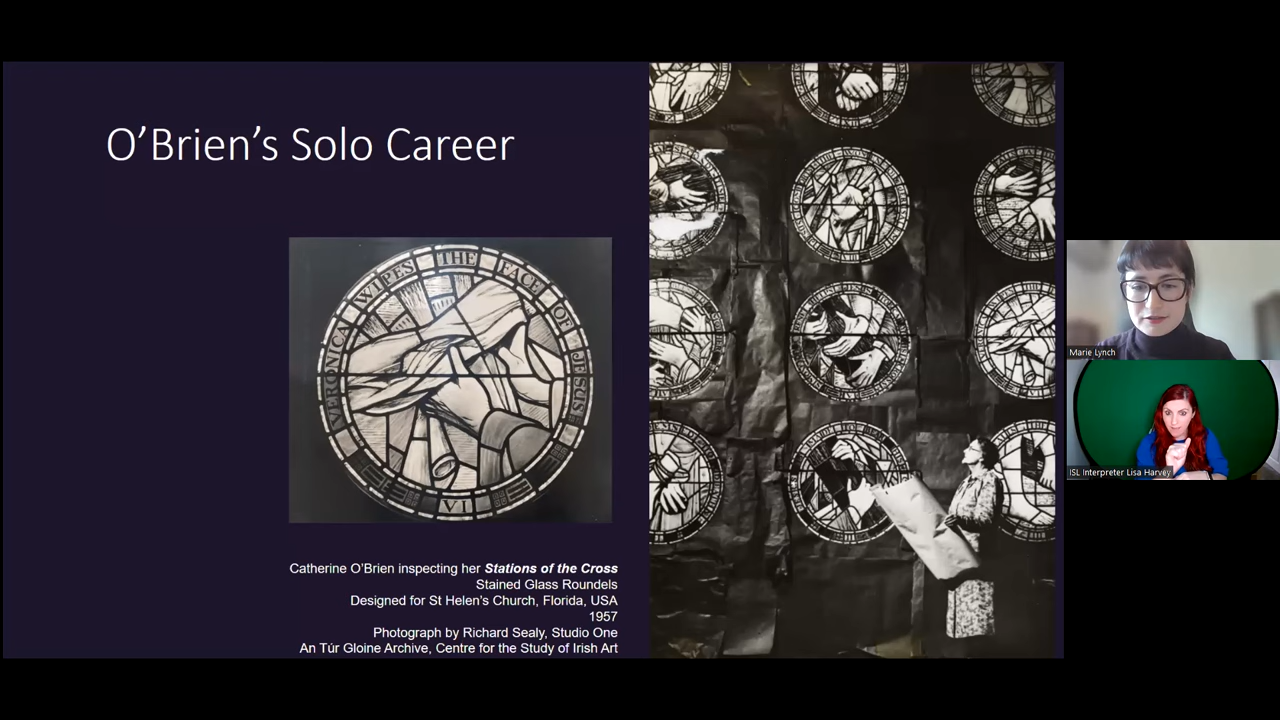 O’Brien’s Solo Career
VERONICA WIPES THE FACE OF JESUS
VI
Catherine O’Brien inspecting her Stations of the Cross
Stained Glass Roundels
Designed for St Helen’s Church, Florida, USA
1957
Photograph by Richard Sealy, Studio One
An Túr Gloine Archive, Centre for the Study of Irish Art
Marie Lynch
ISL Interpreter Lisa Harvey